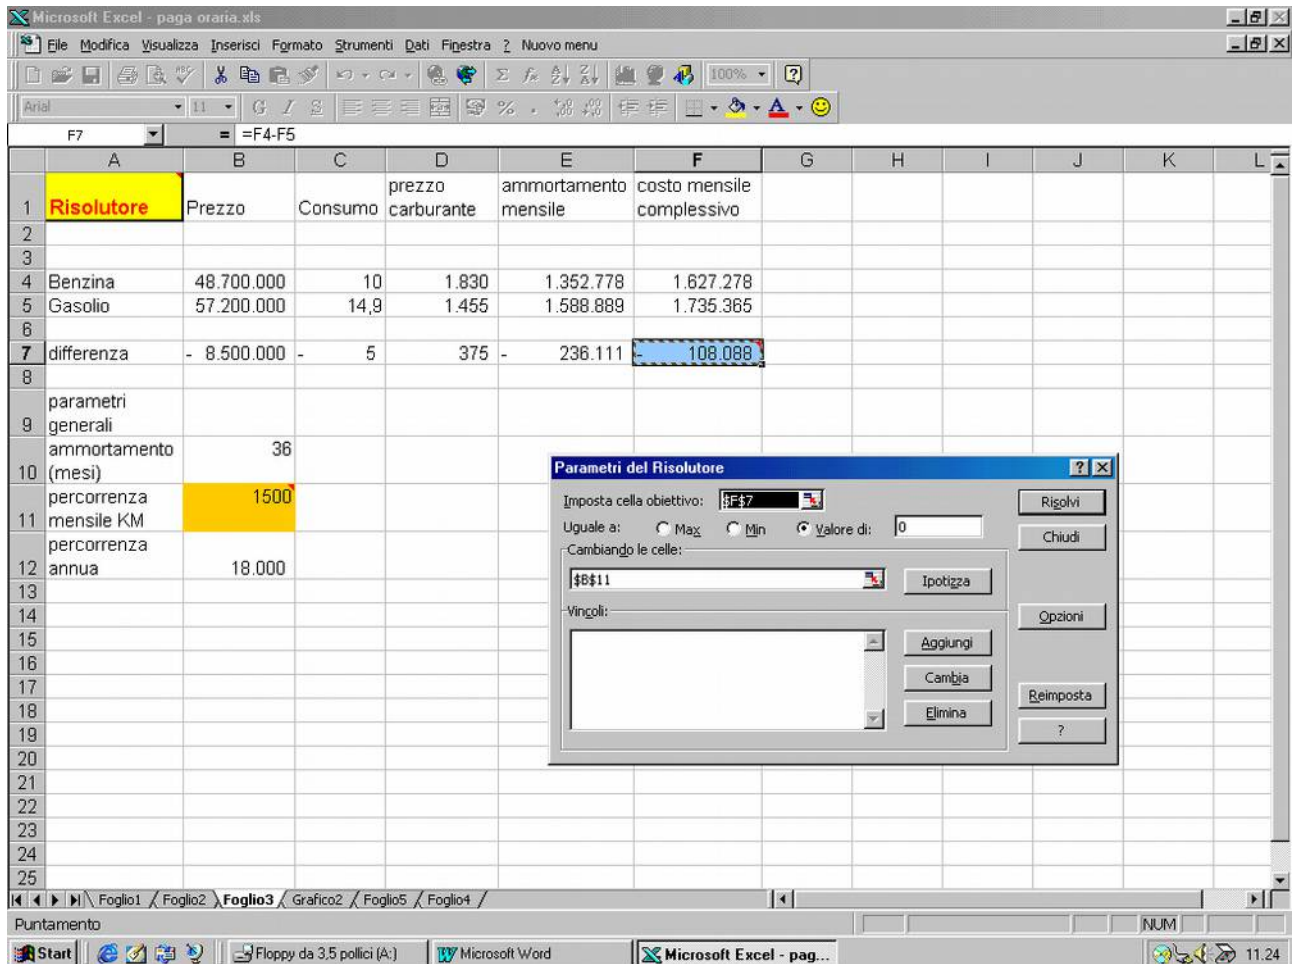 Microsoft Excel - paga oraria.xls
File Modifica Visualizza Inserisci Formato Strumenti Dati Finestra ? Nuovo menu
100%
Arial 11 G I S
F7 = =F4-F5
A B C D E F G H I J K L
prezzo ammortamento costo mensile
1 Risolutore Prezzo Consumo carburante mensile complessivo
2
3
4 Benzina 48.700.000 10 1.830 1.352.778 1.627.278
5 Gasolio 57.200.000 14,9 1.455 1.588.889 1.735.365
6
7 differenza - 8.500.000 - 5 375 - 236.111 - 108.088
8
parametri
9 generali
ammortamento 36
10 (mesi)
percorrenza 1500
11 mensile KM
percorrenza
12 annua 18.000
13
14
15
16
17
18
19
20
21
22
23
24
25
Parametri del Risolutore
Imposta cella obiettivo: $F$7 Risolvi
Uguale a: Max Min Valore di: 0 Chiudi
Cambiando le celle:
$B$11 Ipotizza
Vincoli: Opzioni
Aggiungi
Cambia
Reimposta
Elimina
?
Foglio1 Foglio2 Foglio3 Grafico2 Foglio5 Foglio4
Puntamento NUM
Start Floppy da 3,5 pollici (A:) Microsoft Word Microsoft Excel - pag... 11.24